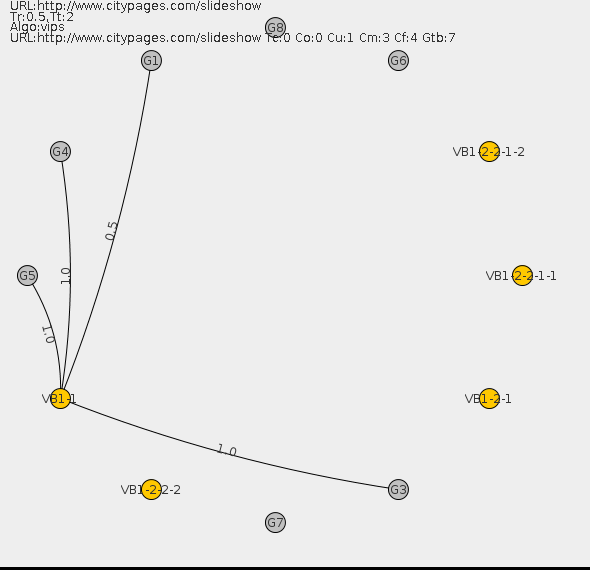 URL:http://www.citypages.com/slideshow
Tr:0.5,Tt:2
Algo:vips
URL:http://www.citypages.com/slideshow Tc:0 Co:0 Cu:1 Cm:3 Cf:4 Gtb:7
G8
G1
G6
G4
VB1-2-2-1-2
0.5
1.0
G5
VB1-2-2-1-1
1.0
VB1-1
VB1-2-1
1.0
VB1-2-2-2
G3
G7